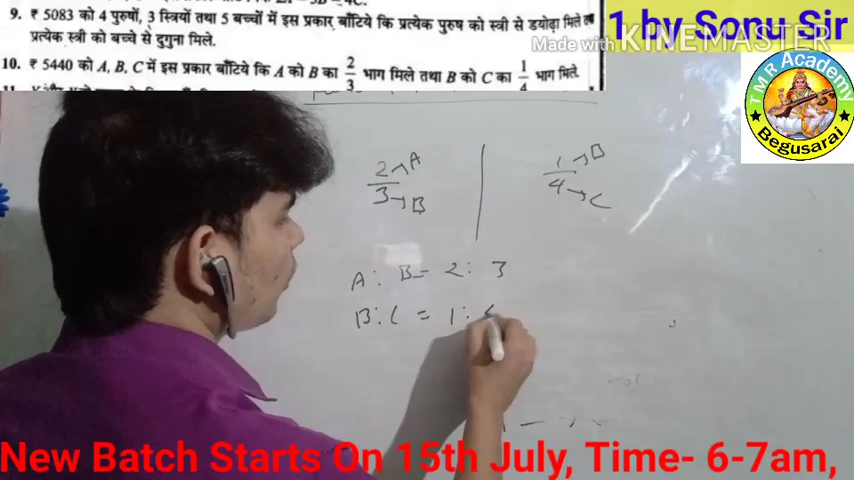 9. ₹ 5083 को 4 पुरुषों, 3 स्त्रियों तथा 5 बच्चों में इस प्रकार बाँटिये कि प्रत्येक पुरुष को स्त्री से डयोढ़ा मिले तथा
प्रत्येक स्त्री को बच्चे से दुगुना मिले.
10. ₹ 5440 को A, B, C में इस प्रकार बाँटिये कि A को B का 2/3 भाग मिले तथा B को C का 1/4 भाग मिले
1 by Sonu Sir
Made with KINEMASTER
TMR Academy
Begusarai
2 → A
3 → B
1 → B
4 → C
A : B = 2 : 3
B : C = 1 :
New Batch Starts On 15th July, Time- 6-7am,